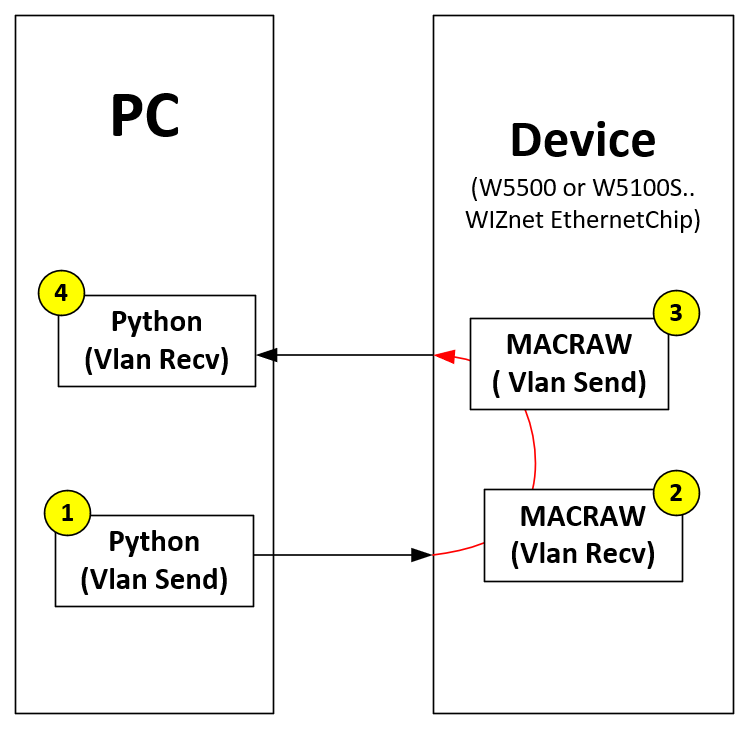 PC
4
Python
(Vlan Recv)
1
Python
(Vlan Send)
Device
(W5500 or W5100S..
WIZnet EthernetChip)
3
MACRAW
( Vlan Send)
2
MACRAW
(Vlan Recv)